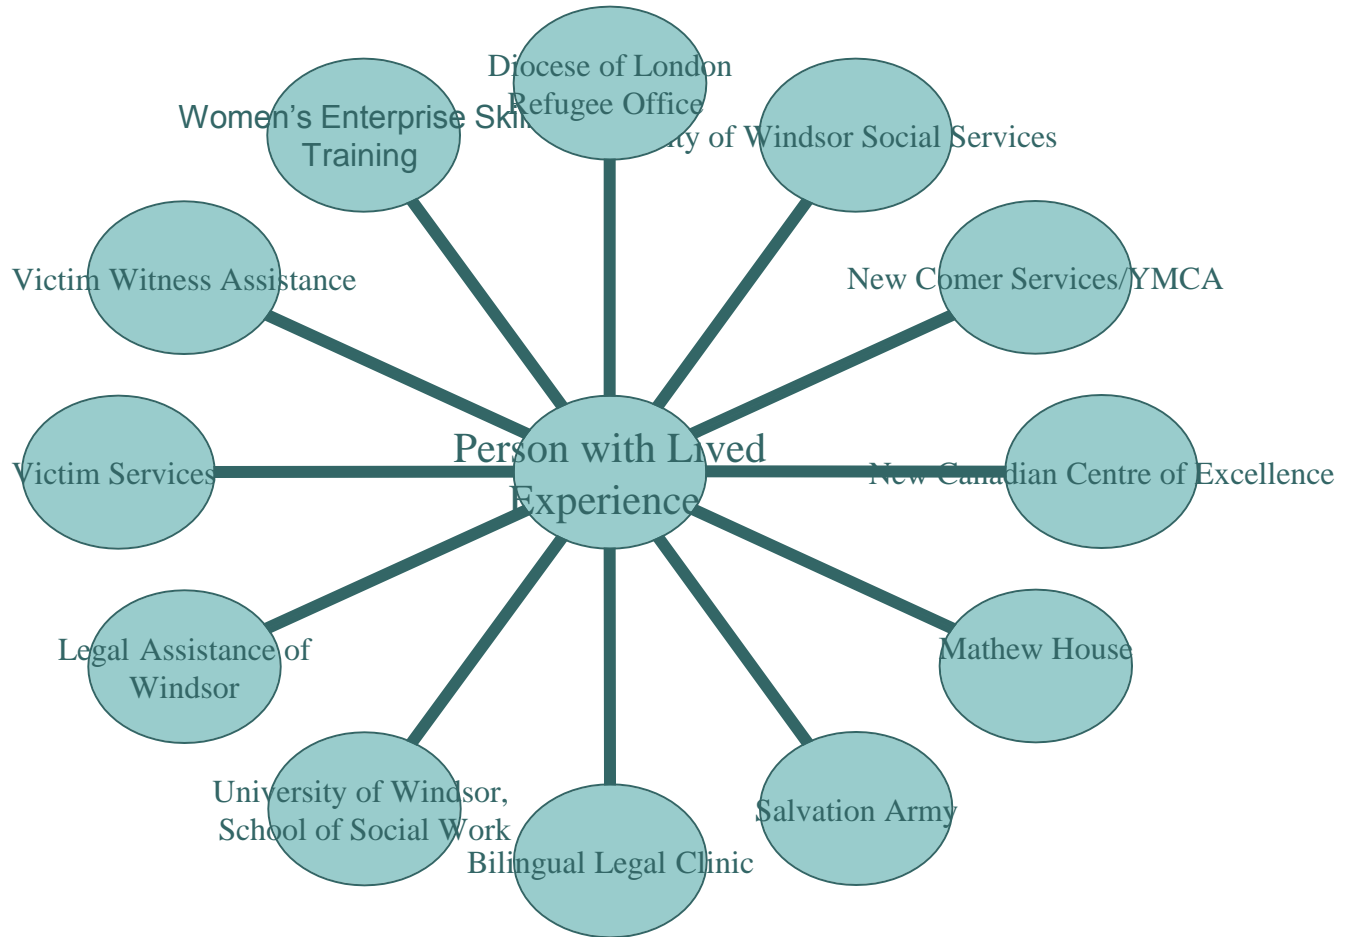 Diocese of London
Refugee Office
Women's Enterprise Skil
Training
ity of Windsor Social Services
Victim Witness Assistance
New Comer Services/YMCA
Person with Lived
Experience
Victim Services
New Canadian Centre of Excellence
Legal Assistance of
Windsor
Mathew House
University of Windsor,
School of Social Work
Salvation Army
Bilingual Legal Clinic